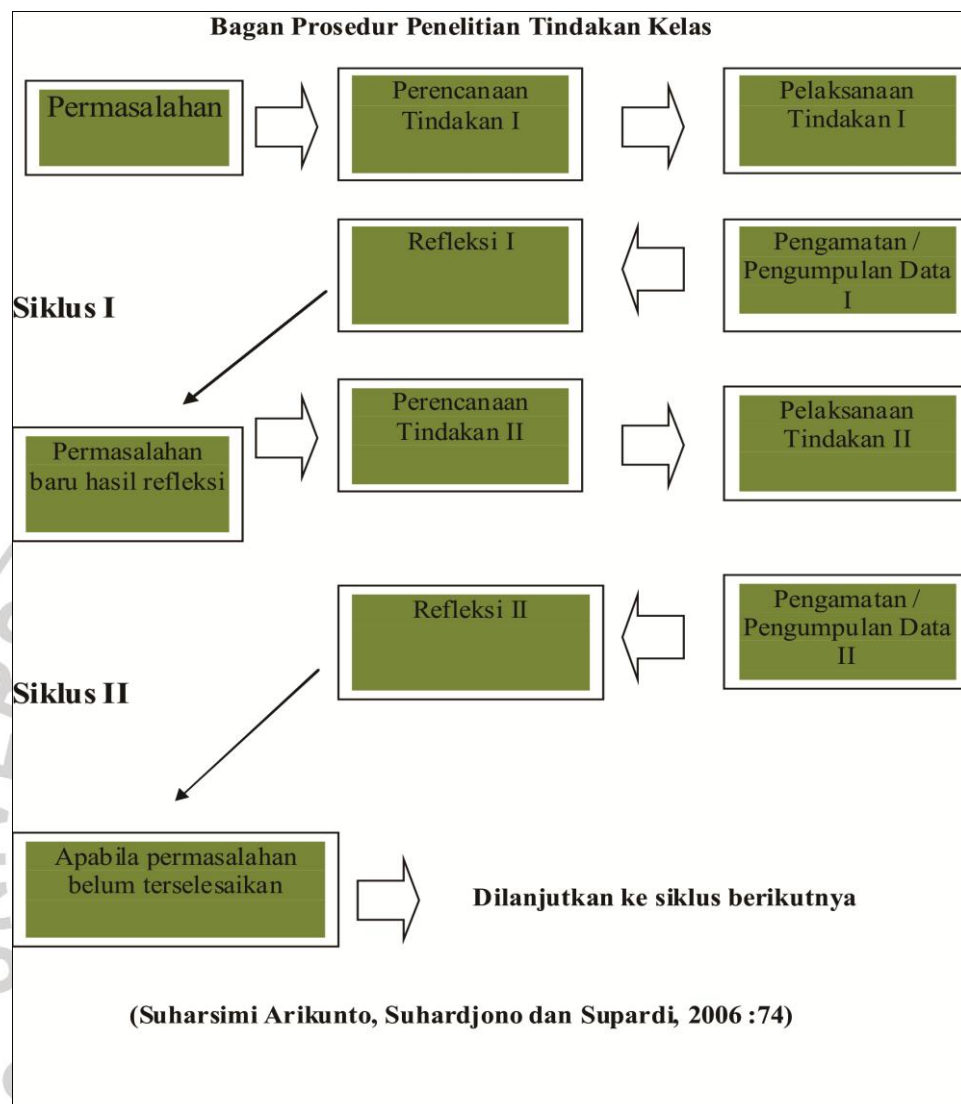 Bagan Prosedur Penelitian Tindakan Kelas
Permasalahan
Perencanaan
Tindakan I
Pelaksanaan
Tindakan I
Refleksi I
Pengamatan /
Pengumpulan Data
I
Siklus I
Permasalahan
baru hasil refleksi
Perencanaan
Tindakan II
Pelaksanaan
Tindakan II
Refleksi II
Pengamatan /
Pengumpulan Data
II
Siklus II
Apabila permasalahan
belum terselesaikan
Dilanjutkan ke siklus berikutnya
(Suharsimi Arikunto, Suhardjono dan Supardi, 2006 :74)